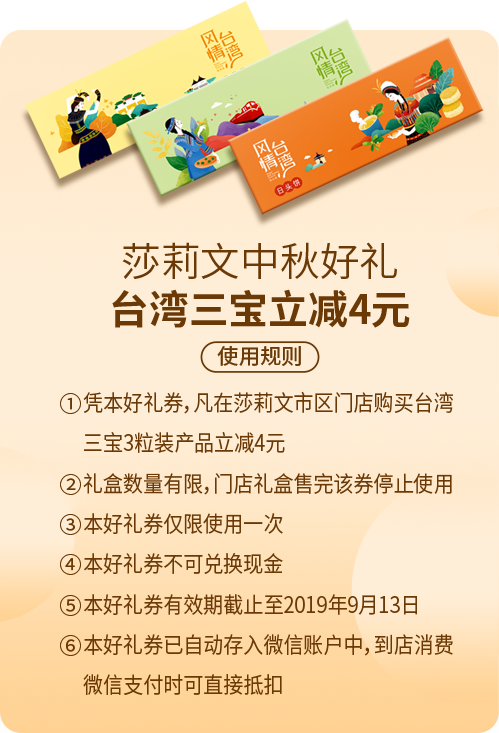 台湾风情
台湾风情
台湾风情
日头饼
莎莉文中秋好礼
台湾三宝立减4元
使用规则
①凭本好礼券，凡在莎莉文市区门店购买台湾
三宝3粒装产品立减4元
②礼盒数量有限，门店礼盒售完该券停止使用
③本好礼券仅限使用一次
④本好礼券不可兑换现金
⑤本好礼券有效期截止至2019年9月13日
⑥本好礼券已自动存入微信账户中，到店消费
微信支付时可直接抵扣